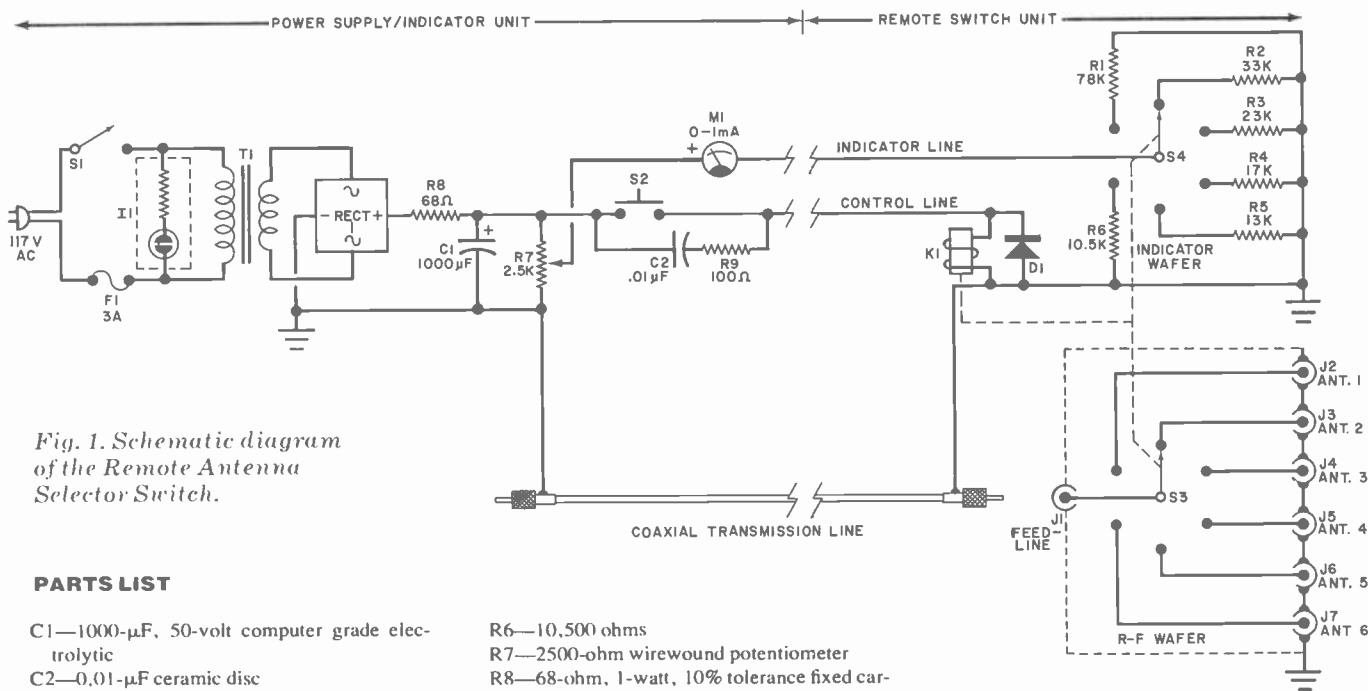 POWER SUPPLY/INDICATOR UNIT
REMOTE SWITCH UNIT
R1
78K
R2
33K
R3
23K
R4
17K
R5
13K
S4
R6
10.5K
INDICATOR
WAFER
M1
0-1mA
+
INDICATOR LINE
S1
I1
T1
117V
AC
F1
3A
- RECT +
R8
68Ω
+
C1
1000µF
R7
2.5K
S2
C2
.01µF
R9
100Ω
CONTROL LINE
K1
D1
COAXIAL TRANSMISSION LINE
J1
FEED-
LINE
S3
R-F WAFER
J2
ANT. 1
J3
ANT. 2
J4
ANT. 3
J5
ANT. 4
J6
ANT. 5
J7
ANT 6
Fig. 1. Schematic diagram
of the Remote Antenna
Selector Switch.
PARTS LIST
C1—1000-µF, 50-volt computer grade elec-
trolytic
C2—0.01-µF ceramic disc
R6—10,500 ohms
R7—2500-ohm wirewound potentiometer
R8—68-ohm, 1-watt, 10% tolerance fixed car-